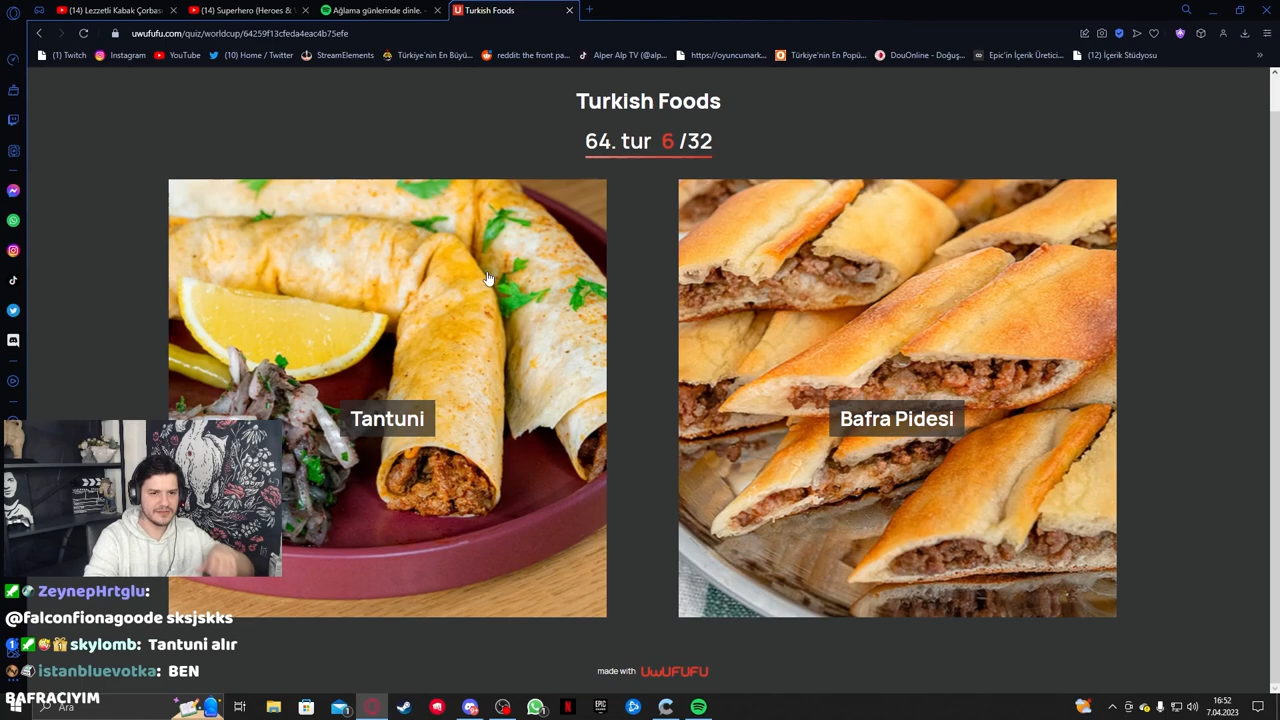 (14) Lezzetli Kabak Çorbas
(14) Superhero (Heroes &
Ağlama günlerinde dinle. -
Turkish Foods
uwufufu.com/quiz/worldcup/64259f13cfeda4eac4b75efe
(1) Twitch
Instagram
YouTube
(10) Home / Twitter
StreamElements
Türkiye'nin En Büyü...
reddit: the front pa...
Alper Alp TV (@alp...
https://oyuncumark...
Türkiye'nin En Popü...
DouOnline - Doğuş...
Epic'in İçerik Üretici...
(12) İçerik Stüdyosu
Turkish Foods
64. tur 6 /32
Tantuni
Bafra Pidesi
ZeynepHrtglu:
@falconfionagoode sksjskks
skylomb: Tantuni alır
istanbluevotka: BEN
BAFRACIYIM
made with UWUFUFU
Ara
EPIC GAMES
16:52
7.04.2023